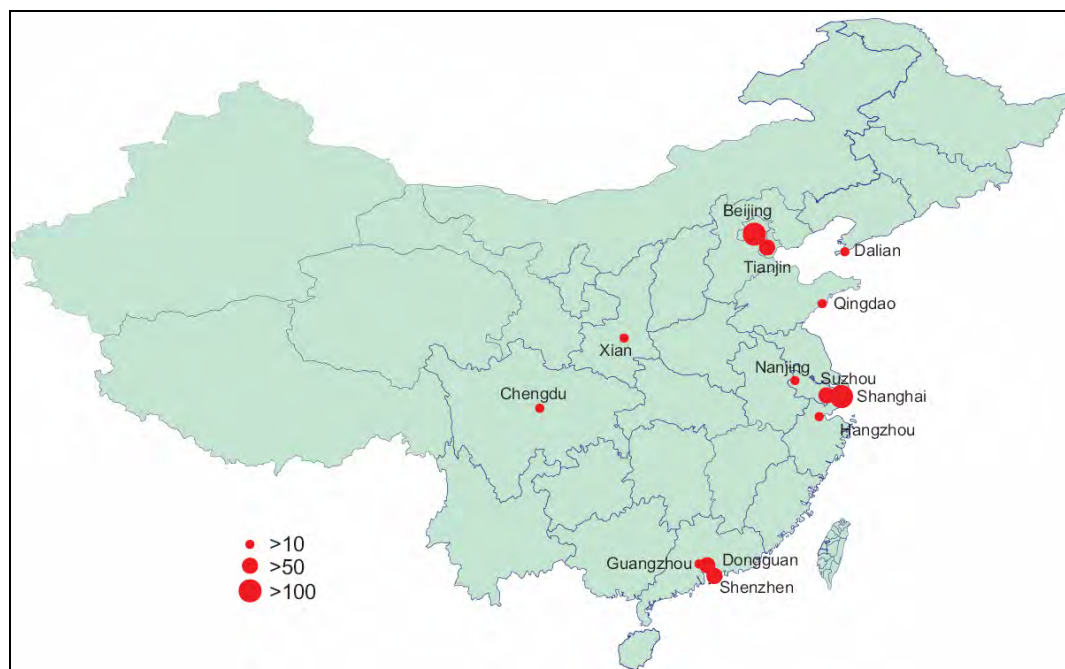 Beijing
Dalian
Tianjin
Qingdao
Xian
Nanjing
Suzhou
Chengdu
Shanghai
Hangzhou
>10
>50
>100
Guangzhou
Dongguan
Shenzhen